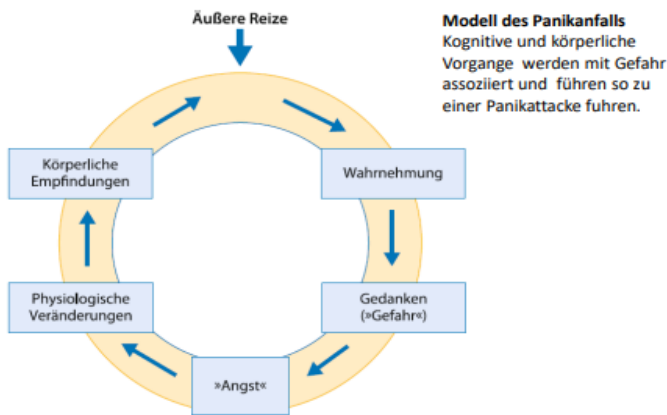 Äußere Reize
Modell des Panikanfalls
Kognitive und körperliche
Vorgange werden mit Gefahr
assoziiert und führen so zu
einer Panikattacke fuhren.
Körperliche
Empfindungen
Wahrnehmung
Physiologische
Veränderungen
Gedanken
(»Gefahr«)
»Angst«